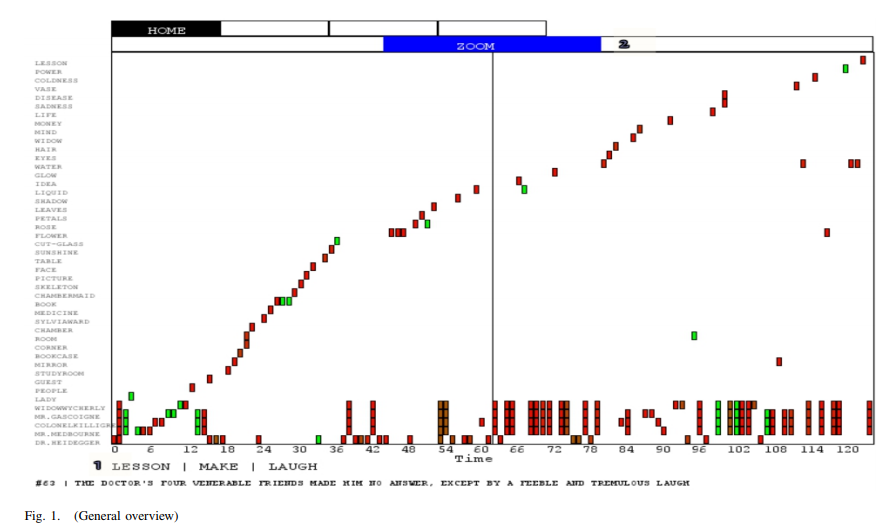 HOME
ZOOM 2
LESSON
POWER
COLDNESS
VASE
DISEASE
SADNESS
LIFE
MONEY
MIND
WIDOW
HAIR
EYES
WATER
GLOW
IDEA
LIQUID
SHADOW
LEAVES
PETALS
ROSE
FLOWER
CUT-GLASS
SUNSHINE
TABLE
FACE
PICTURE
SKELETON
CHAMBERMAID
BOOK
MEDICINE
SYLVIAWARD
CHAMBER
ROOM
CORNER
BOOKCASE
MIRROR
STUDYROOM
GUEST
PEOPLE
LADY
WIDOWWYCHERLY
MR.GASCOIGNE
COLONELKILLIGRE
MR.MEDBOURNE
DR.HEIDEGGER
0 6 12 18 24 30 36 42 48 54 60 66 72 78 84 90 96 102 108 114 120
Time
1 LESSON | MAKE | LAUGH
#63 | THE DOCTOR'S FOUR VENERABLE FRIENDS MADE HIM NO ANSWER, EXCEPT BY A FEEBLE AND TREMULOUS LAUGH
Fig. 1. (General overview)